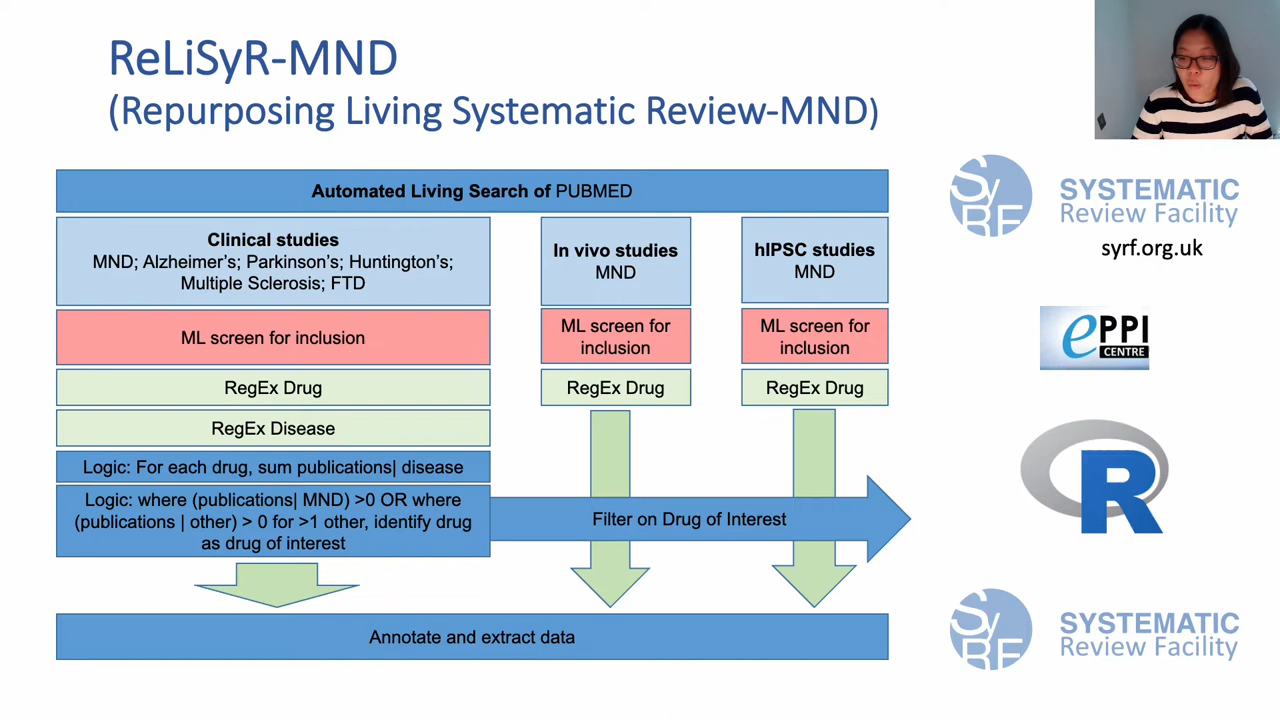 ReLiSyR-MND
(Repurposing Living Systematic Review-MND)
Automated Living Search of PUBMED
Clinical studies
MND; Alzheimer's; Parkinson's; Huntington's;
Multiple Sclerosis; FTD
In vivo studies
MND
hIPSC studies
MND
ML screen for inclusion
ML screen for
inclusion
ML screen for
inclusion
RegEx Drug
RegEx Drug
RegEx Drug
RegEx Disease
Logic: For each drug, sum publications| disease
Logic: where (publications| MND) >0 OR where
(publications | other) > 0 for >1 other, identify drug
as drug of interest
Filter on Drug of Interest
Annotate and extract data
SyRF
SYSTEMATIC
Review Facility
syrf.org.uk
ePPI
CENTRE
R
SyRF
SYSTEMATIC
Review Facility